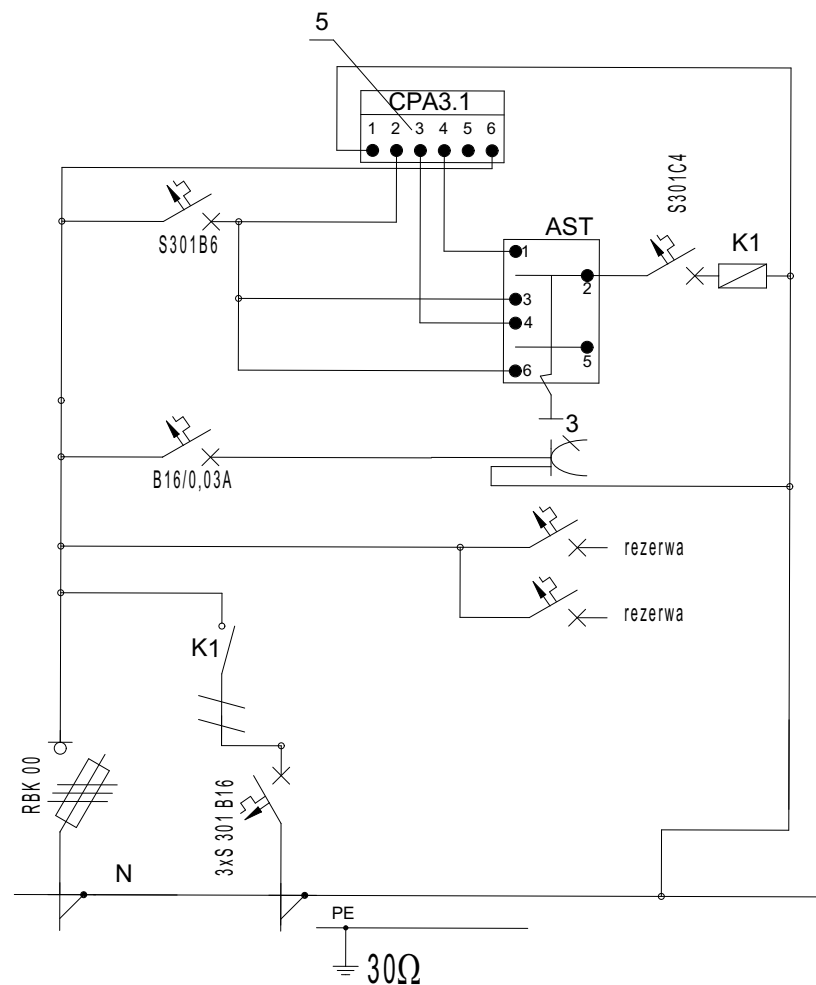 5
CPA3.1
1 2 3 4 5 6
S301B6
S301C4
AST
K1
1
2
3
4
5
6
3
B16/0,03A
rezerwa
rezerwa
K1
RBK 00
3xS 301 B16
N
PE
30Ω